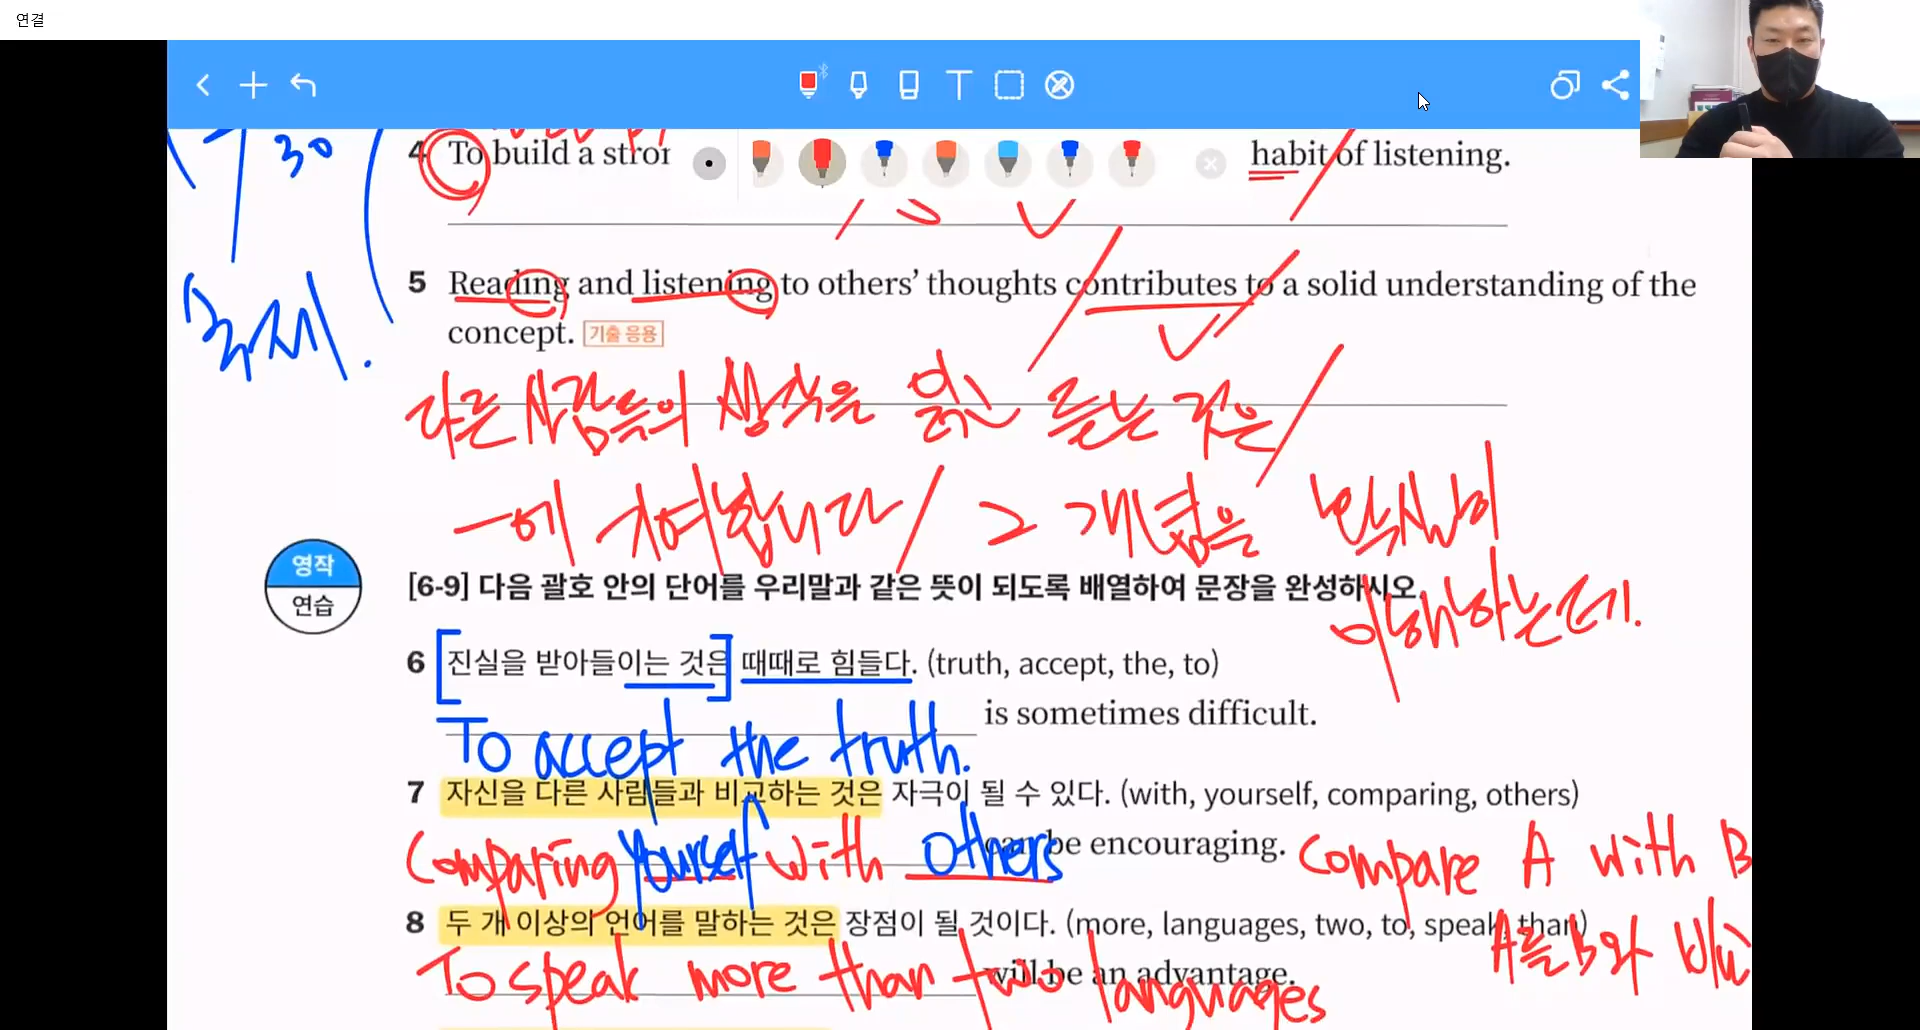 연결
4 To build a stror habit of listening.
30
5 Reading and listening to others' thoughts contributes to a solid understanding of the
concept. 기출 응용
숙제.
다른 사람들의 생각을 읽는 듣는 것은
~에 기여합니다 / 그 개념을 확실히
이해하는데.
영작
연습
[6-9] 다음 괄호 안의 단어를 우리말과 같은 뜻이 되도록 배열하여 문장을 완성하시오.
6 진실을 받아들이는 것은 때때로 힘들다. (truth, accept, the, to)
is sometimes difficult.
To accept the truth.
7 자신을 다른 사람들과 비교하는 것은 자극이 될 수 있다. (with, yourself, comparing, others)
can be encouraging.
Comparing yourself with others
Compare A with B
8 두 개 이상의 언어를 말하는 것은 장점이 될 것이다. (more, languages, two, to, speak, than)
A를 B와 비교
will be an advantage.
To speak more than two languages